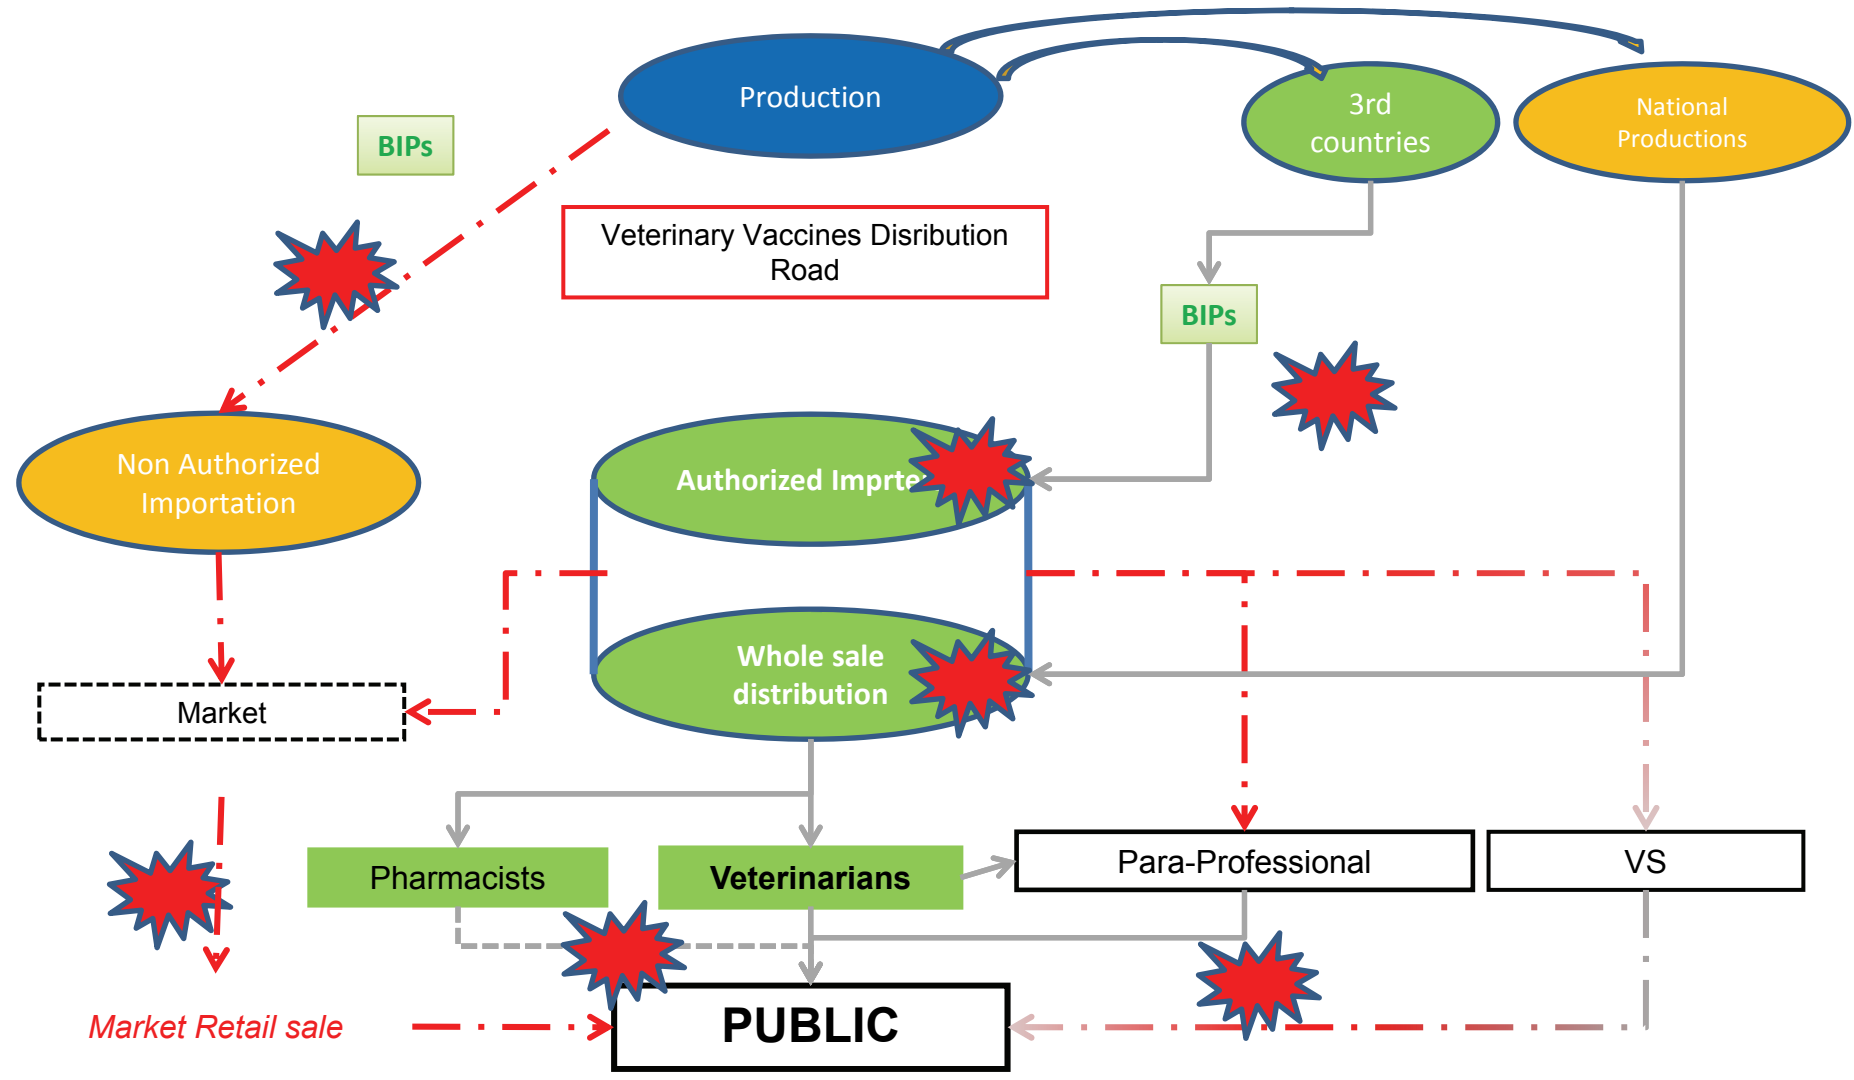 Production
3rd
countries
National
Productions
BIPs
Veterinary Vaccines Disribution
Road
BIPs
Non Authorized
Importation
Authorized Imprte
Whole sale
distribution
Market
Pharmacists
Veterinarians
Para-Professional
VS
Market Retail sale
PUBLIC